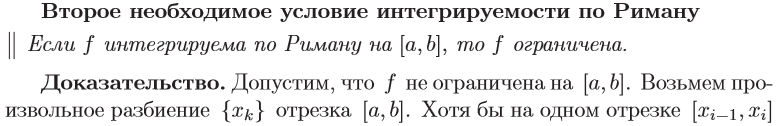 Второе необходимое условие интегрируемости по Риману
Если f интегрируема по Риману на [a, b], то f ограничена.
Доказательство. Допустим, что f не ограничена на [a, b]. Возьмем про-
извольное разбиение {x_k} отрезка [a, b]. Хотя бы на одном отрезке [x_{i−1}, x_i]